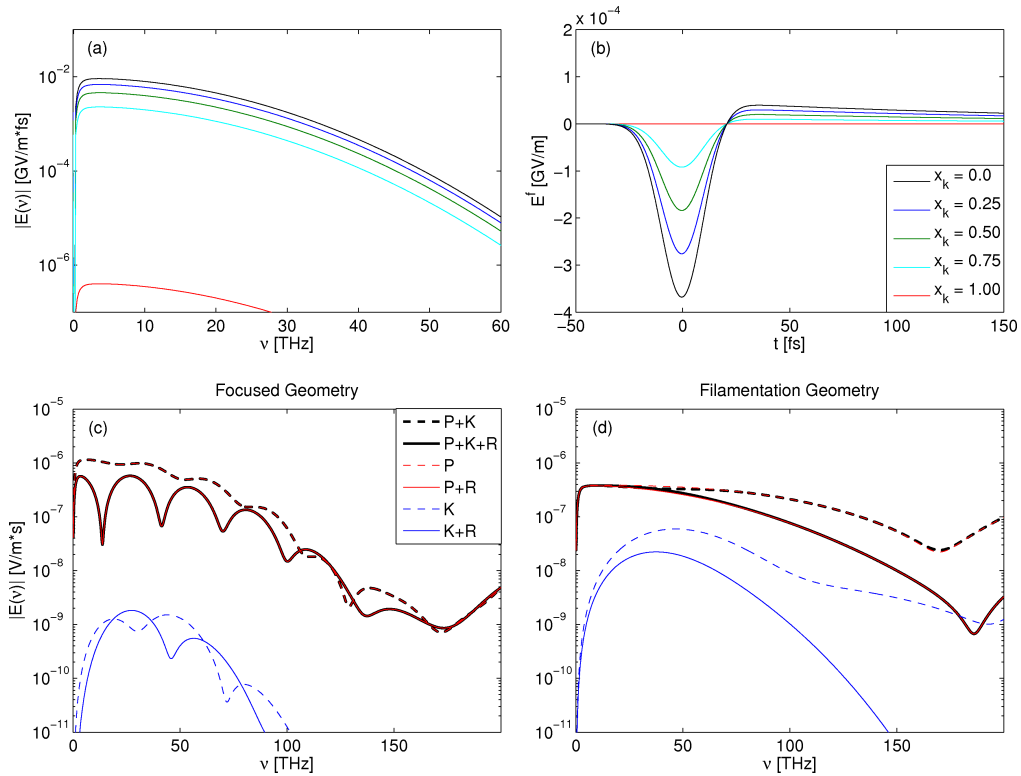 (a)
|E(ν)| [GV/m*fs]
10^−2
10^−4
10^−6
0 10 20 30 40 50 60
ν [THz]
x 10^−4
(b)
E^f [GV/m]
2
1
0
−1
−2
−3
−4
−50 0 50 100 150
t [fs]
x_k = 0.0
x_k = 0.25
x_k = 0.50
x_k = 0.75
x_k = 1.00
Focused Geometry
(c)
|E(ν)| [V/m*s]
10^−5
10^−6
10^−7
10^−8
10^−9
10^−10
10^−11
0 50 100 150
ν [THz]
P+K
P+K+R
P
P+R
K
K+R
Filamentation Geometry
(d)
10^−5
10^−6
10^−7
10^−8
10^−9
10^−10
10^−11
0 50 100 150
ν [THz]